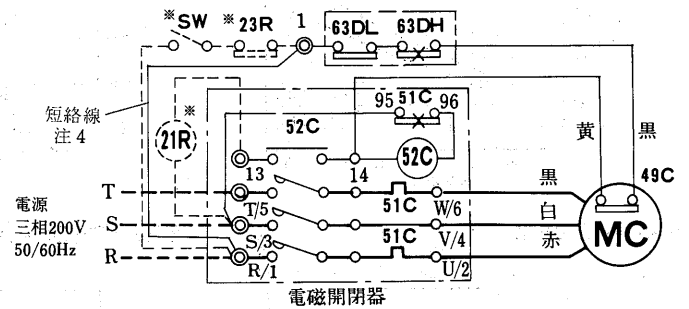 ※SW
※23R
1
63DL
63DH
短絡線
注4
※
21R
52C
95
51C
96
52C
黄
黒
13
14
49C
T
T/5
51C
W/6
黒
電源
三相200V
50/60Hz
S
S/3
V/4
白
MC
R
R/1
51C
U/2
赤
電磁開閉器